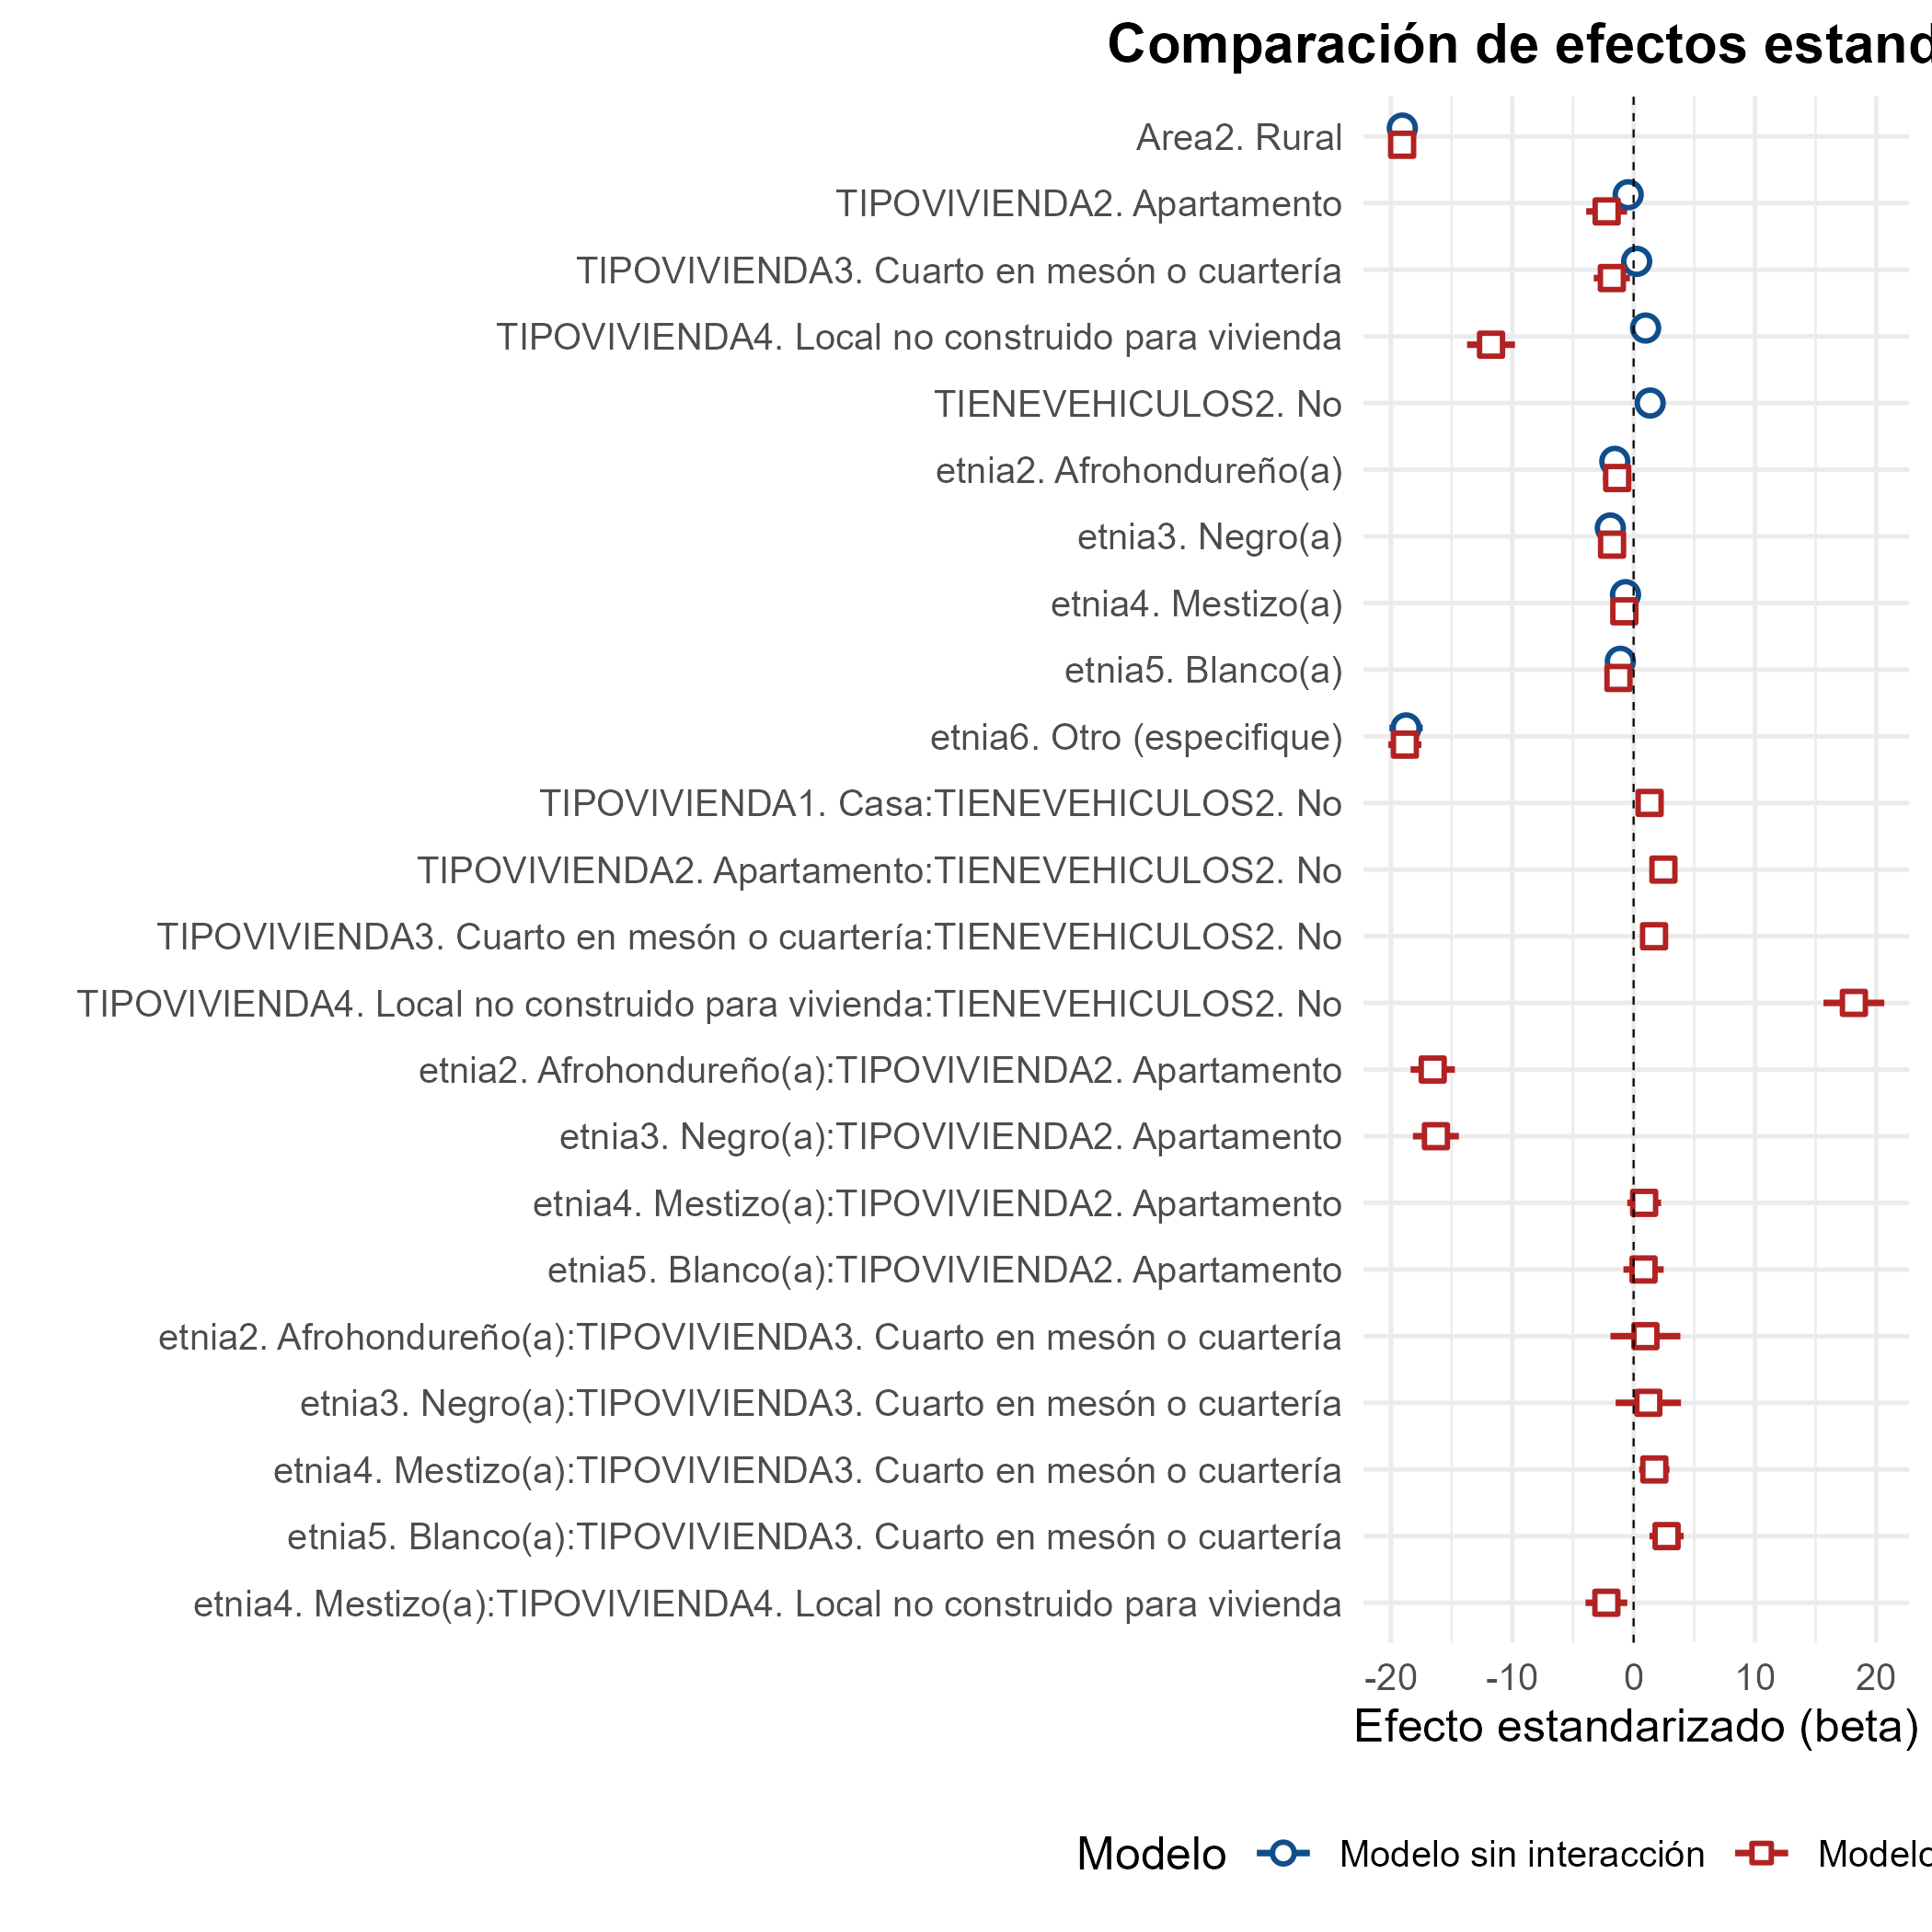 Comparación de efectos estand
Area2. Rural
TIPOVIVIENDA2. Apartamento
TIPOVIVIENDA3. Cuarto en mesón o cuartería
TIPOVIVIENDA4. Local no construido para vivienda
TIENEVEHICULOS2. No
etnia2. Afrohondureño(a)
etnia3. Negro(a)
etnia4. Mestizo(a)
etnia5. Blanco(a)
etnia6. Otro (especifique)
TIPOVIVIENDA1. Casa:TIENEVEHICULOS2. No
TIPOVIVIENDA2. Apartamento:TIENEVEHICULOS2. No
TIPOVIVIENDA3. Cuarto en mesón o cuartería:TIENEVEHICULOS2. No
TIPOVIVIENDA4. Local no construido para vivienda:TIENEVEHICULOS2. No
etnia2. Afrohondureño(a):TIPOVIVIENDA2. Apartamento
etnia3. Negro(a):TIPOVIVIENDA2. Apartamento
etnia4. Mestizo(a):TIPOVIVIENDA2. Apartamento
etnia5. Blanco(a):TIPOVIVIENDA2. Apartamento
etnia2. Afrohondureño(a):TIPOVIVIENDA3. Cuarto en mesón o cuartería
etnia3. Negro(a):TIPOVIVIENDA3. Cuarto en mesón o cuartería
etnia4. Mestizo(a):TIPOVIVIENDA3. Cuarto en mesón o cuartería
etnia5. Blanco(a):TIPOVIVIENDA3. Cuarto en mesón o cuartería
etnia4. Mestizo(a):TIPOVIVIENDA4. Local no construido para vivienda
-20 -10 0 10 20
Efecto estandarizado (beta)
Modelo Modelo sin interacción Modelo